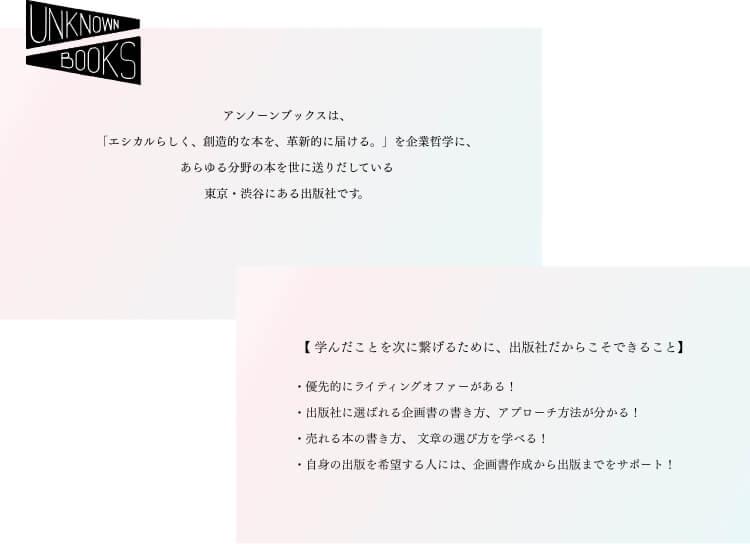 UNKNOWN
BOOKS
アンノーンブックスは、
「エシカルらしく、創造的な本を、革新的に届ける。」を企業哲学に、
あらゆる分野の本を世に送りだしている
東京・渋谷にある出版社です。
【 学んだことを次に繋げるために、出版社だからこそできること】
・優先的にライティングオファーがある！
・出版社に選ばれる企画書の書き方、アプローチ方法が分かる！
・売れる本の書き方、 文章の選び方を学べる！
・自身の出版を希望する人には、企画書作成から出版までをサポート！